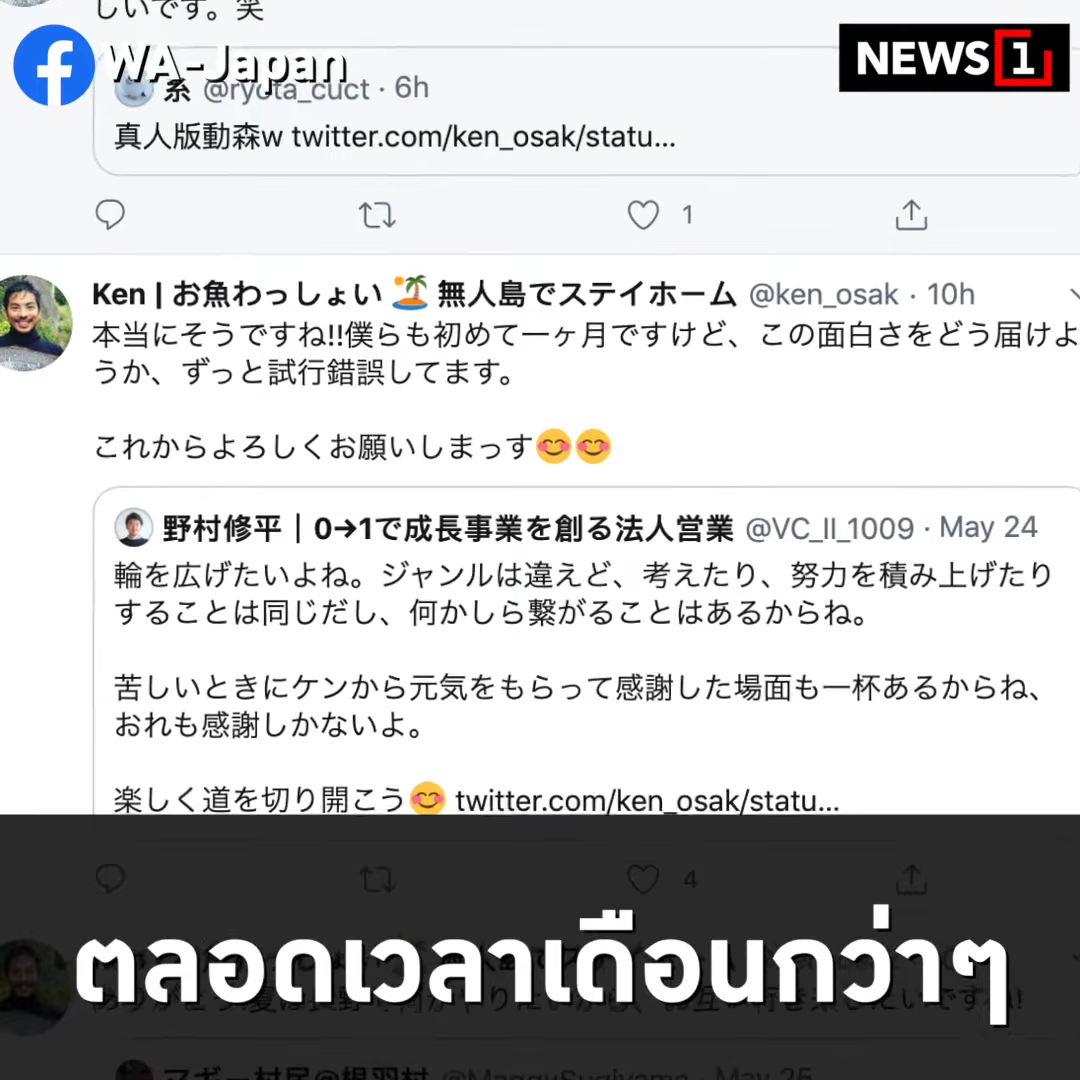 しいです。笑
WA-Japan
NEWS 1
糸 @ryota_cuct · 6h
真人版動森w twitter.com/ken_osak/statu...
1
Ken | お魚わっしょい 🏝️ 無人島でステイホーム @ken_osak · 10h
本当にそうですね!!僕らも初めて一ヶ月ですけど、この面白さをどう届けよ
うか、ずっと試行錯誤してます。
これからよろしくお願いしまっす😊😊
野村修平｜0→1で成長事業を創る法人営業 @VC_II_1009 · May 24
輪を広げたいよね。ジャンルは違えど、考えたり、努力を積み上げたり
することは同じだし、何かしら繋がることはあるからね。
苦しいときにケンから元気をもらって感謝した場面も一杯あるからね、
おれも感謝しかないよ。
楽しく道を切り開こう😊 twitter.com/ken_osak/statu...
4
ตลอดเวลาเดือนกว่าๆ
マギー村民@根羽村 @MaggySugiyama · May 25